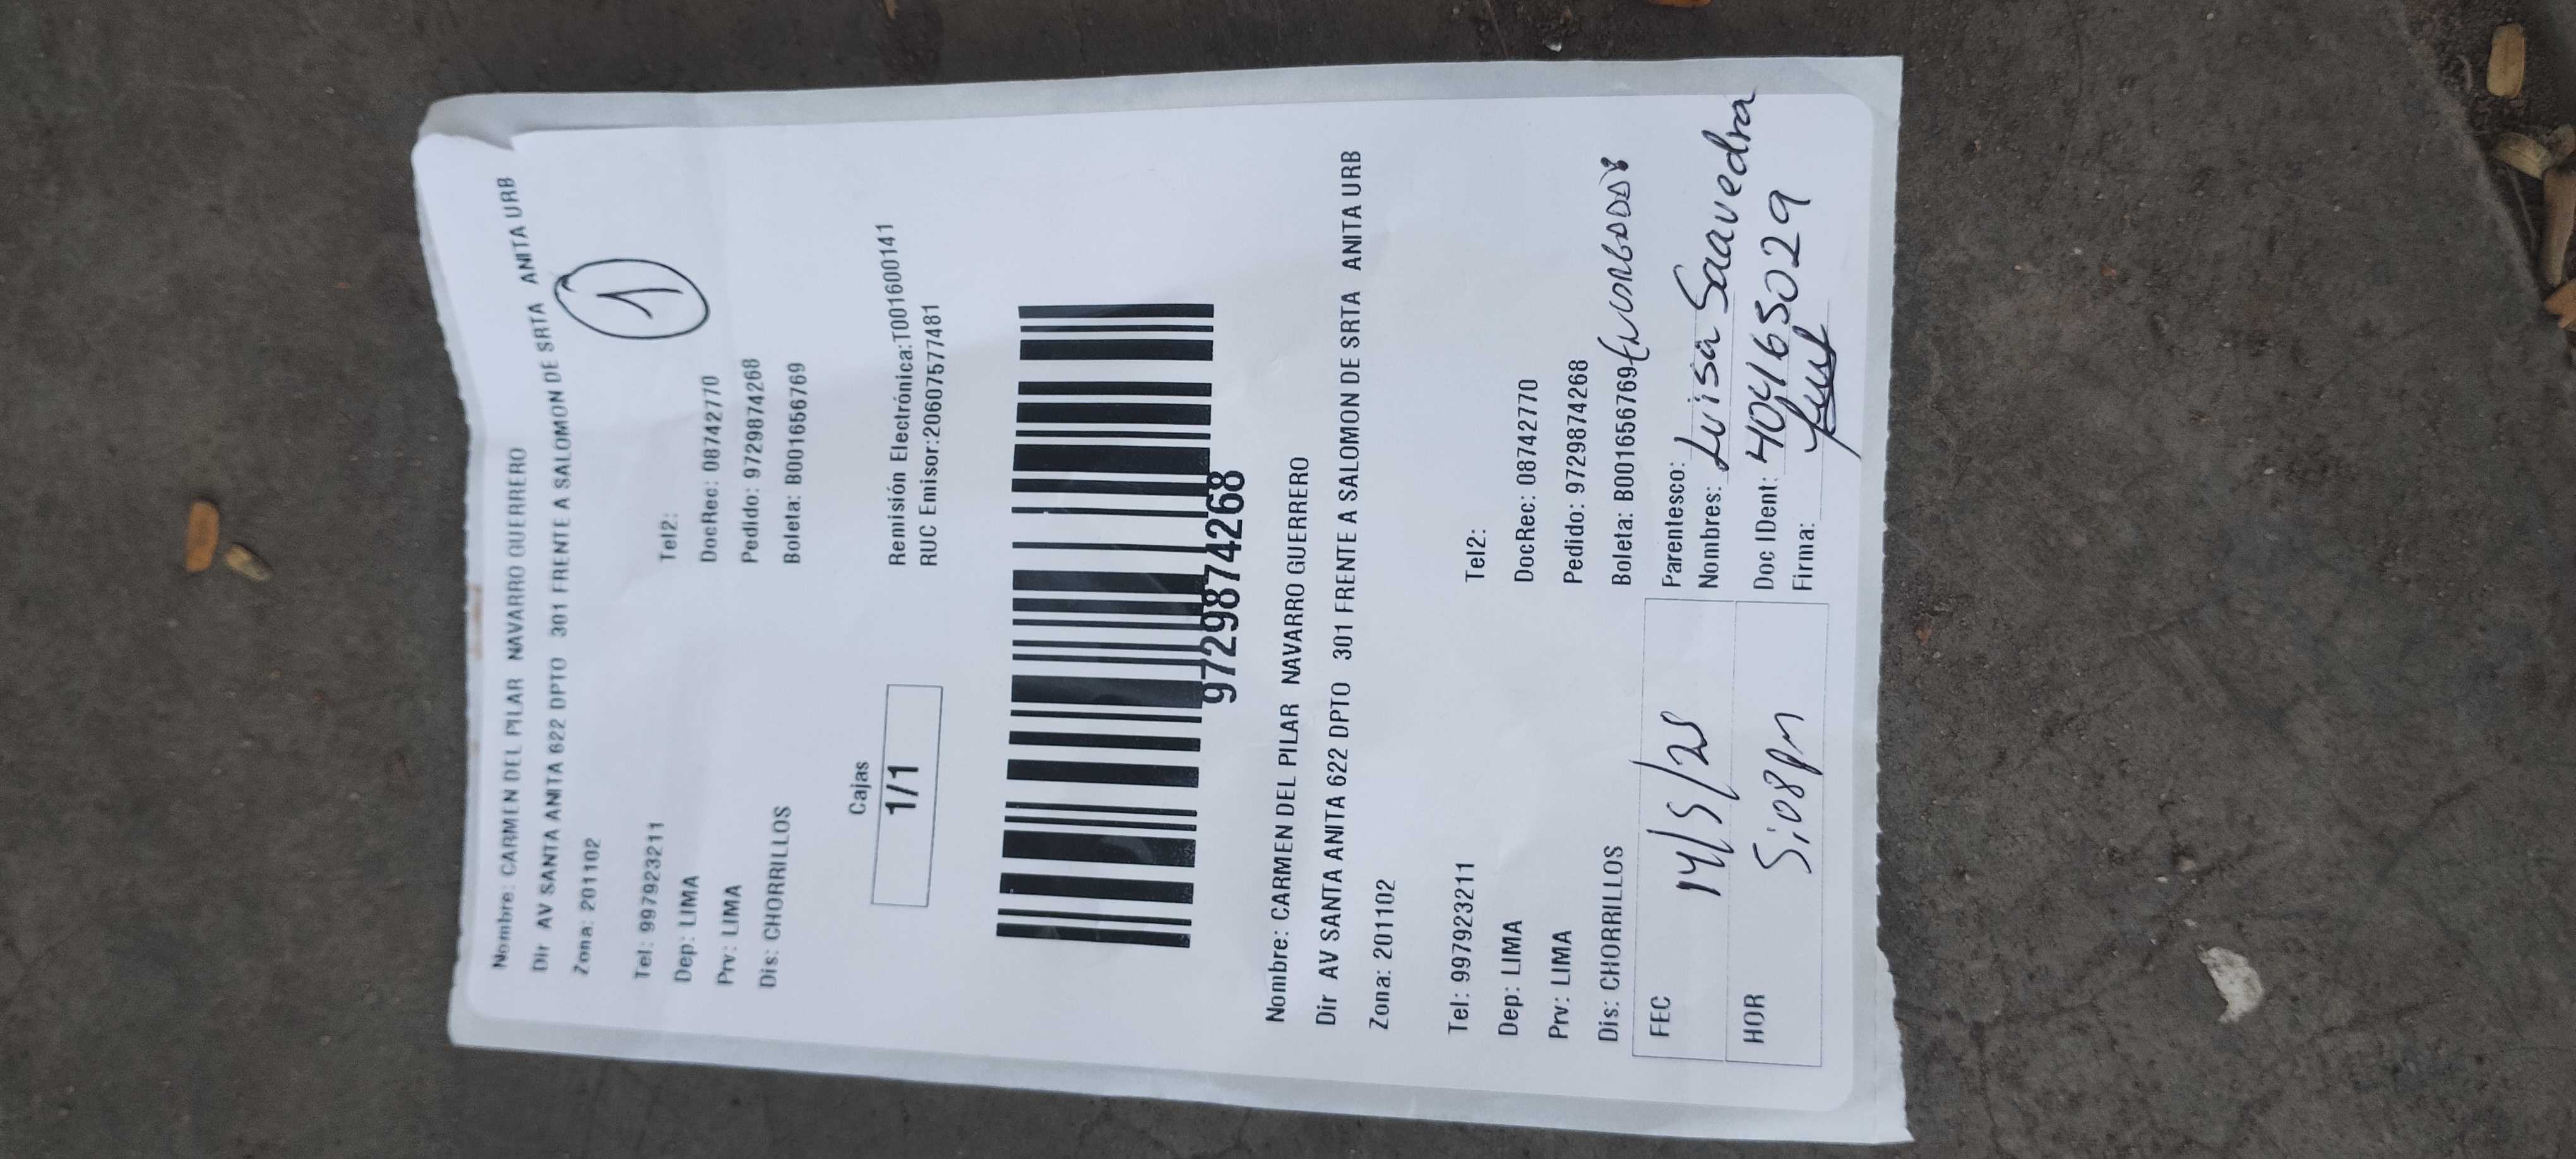 Nombre: CARMEN DEL PILAR NAVARRO GUERRERO
Dir AV SANTA ANITA 622 DPTO 301 FRENTE A SALOMON DE SRTA ANITA URB
Zona: 201102
1
Tel: 997923211 Tel2:
Dep: LIMA DocRec: 08742770
Prv: LIMA Pedido: 9729874268
Dis: CHORRILLOS Boleta: B001656769
Cajas
1/1
Remisión Electrónica:T001600141
RUC Emisor:20607577481
9729874268
Nombre: CARMEN DEL PILAR NAVARRO GUERRERO
Dir AV SANTA ANITA 622 DPTO 301 FRENTE A SALOMON DE SRTA ANITA URB
Zona: 201102
Tel: 997923211 Tel2:
Dep: LIMA DocRec: 08742770
Prv: LIMA Pedido: 9729874268
Dis: CHORRILLOS Boleta: B001656769
FEC 14/5/25 Parentesco:
Nombres: Luisa Saavedra
HOR 5:08pm Doc IDent: 404165029
Firma: